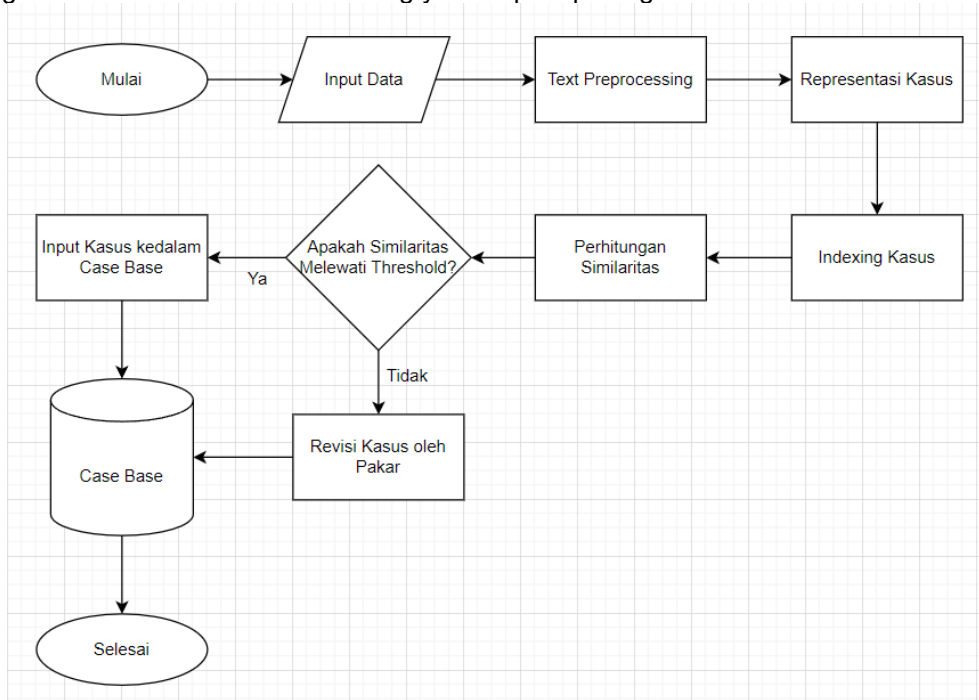 Mulai
Input Data
Text Preprocessing
Representasi Kasus
Input Kasus kedalam
Case Base
Ya
Apakah Similaritas
Melewati Threshold?
Perhitungan
Similaritas
Indexing Kasus
Tidak
Revisi Kasus oleh
Pakar
Case Base
Selesai